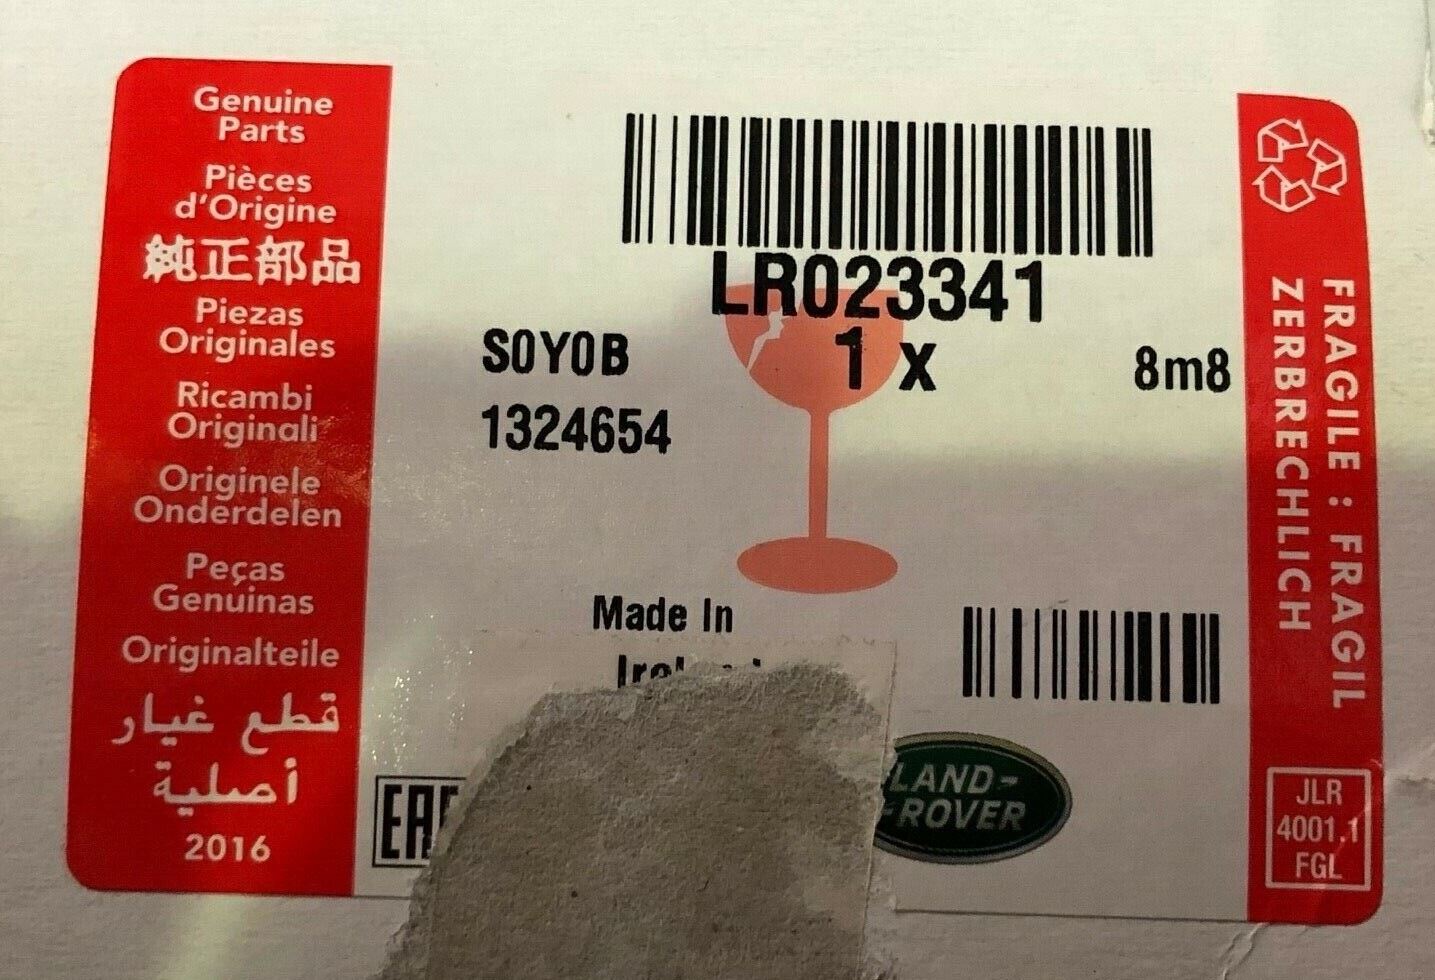 Genuine
Parts
Pièces
d'Origine
純正部品
Piezas
Originales
Ricambi
Originali
Originele
Onderdelen
Peças
Genuinas
Originalteile
قطع غيار
أصلية
2016
LR023341
1 X
S0Y0B
8m8
1324654
Made In
LAND-
-ROVER
FRAGILE : FRAGIL
ZERBRECHLICH
JLR
4001.1
FGL